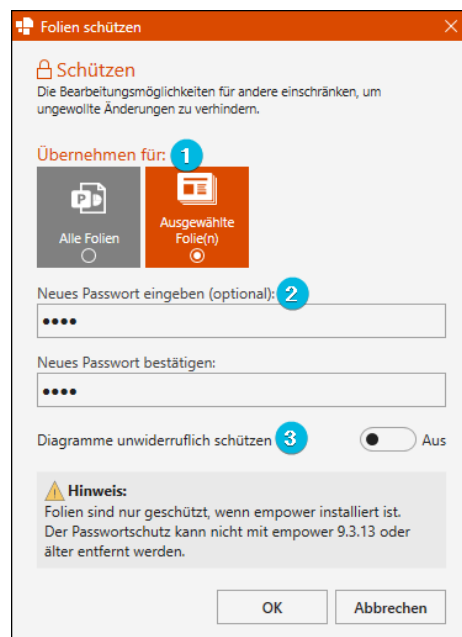 Folien schützen
Schützen
Die Bearbeitungsmöglichkeiten für andere einschränken, um
ungewollte Änderungen zu verhindern.
Übernehmen für: 1
Alle Folien
Ausgewählte
Folie(n)
Neues Passwort eingeben (optional): 2
••••
Neues Passwort bestätigen:
••••
Diagramme unwiderruflich schützen 3 Aus
Hinweis:
Folien sind nur geschützt, wenn empower installiert ist.
Der Passwortschutz kann nicht mit empower 9.3.13 oder
älter entfernt werden.
OK Abbrechen